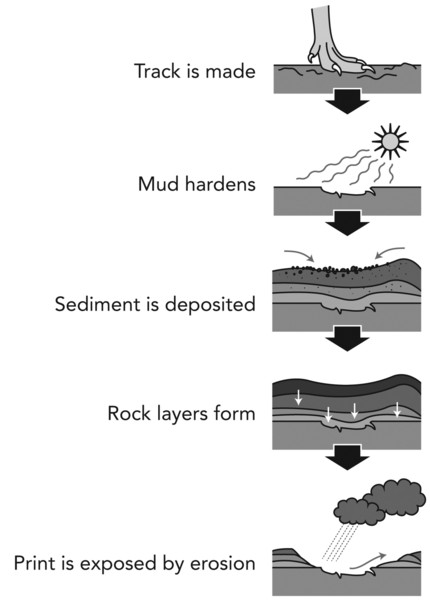 Track is made
Mud hardens
Sediment is deposited
Rock layers form
Print is exposed by erosion